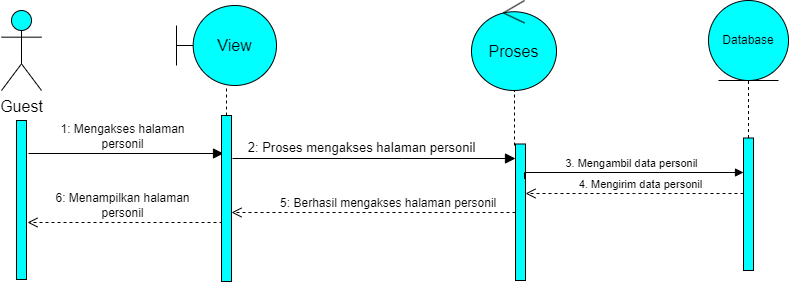 View
Proses
Database
Guest
1: Mengakses halaman
personil
2: Proses mengakses halaman personil
3. Mengambil data personil
4. Mengirim data personil
5: Berhasil mengakses halaman personil
6: Menampilkan halaman
personil